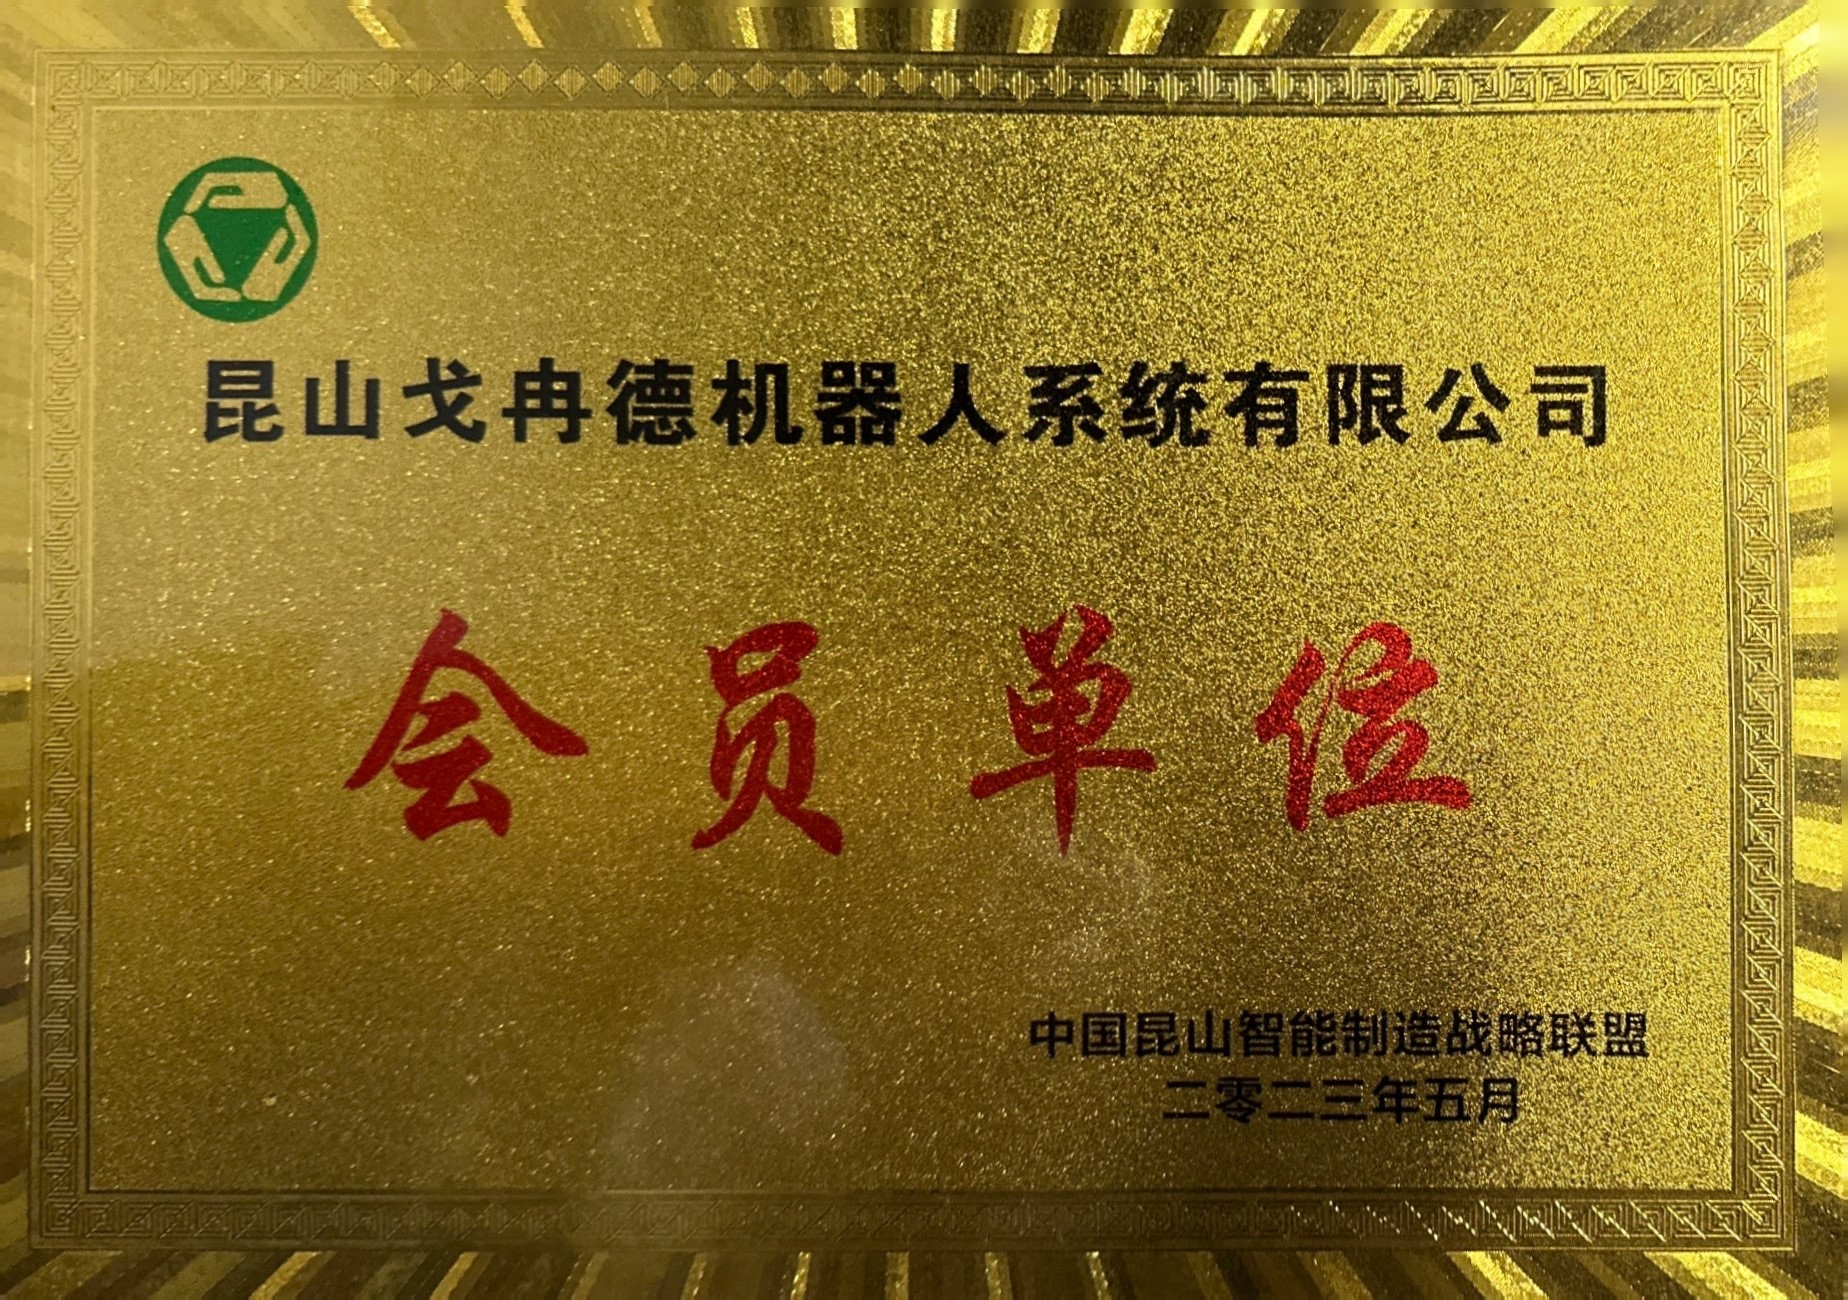 昆山戈冉德机器人系统有限公司
会员单位
中国昆山智能制造战略联盟
二零二三年五月